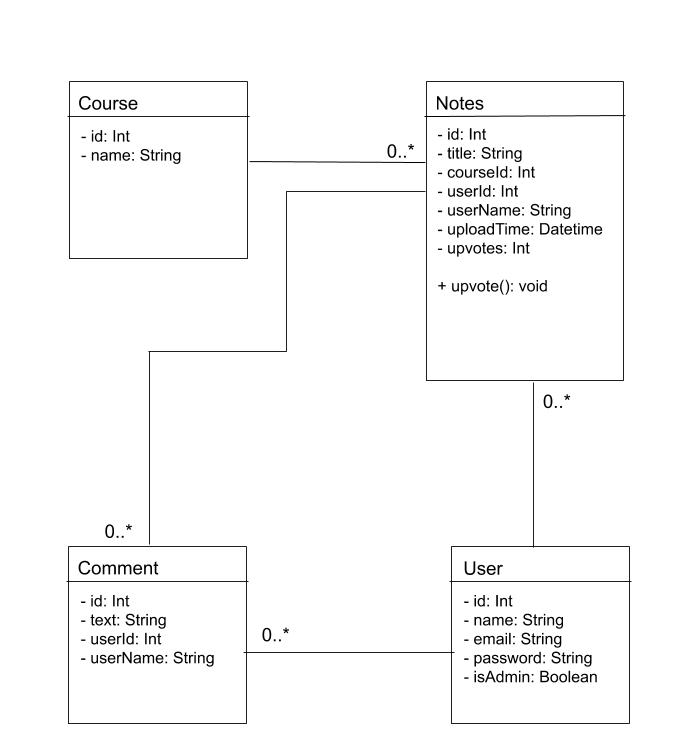 Course
- id: Int
- name: String
0..*
Notes
- id: Int
- title: String
- courseId: Int
- userId: Int
- userName: String
- uploadTime: Datetime
- upvotes: Int
+ upvote(): void
0..*
0..*
Comment
- id: Int
- text: String
- userId: Int
- userName: String
0..*
User
- id: Int
- name: String
- email: String
- password: String
- isAdmin: Boolean